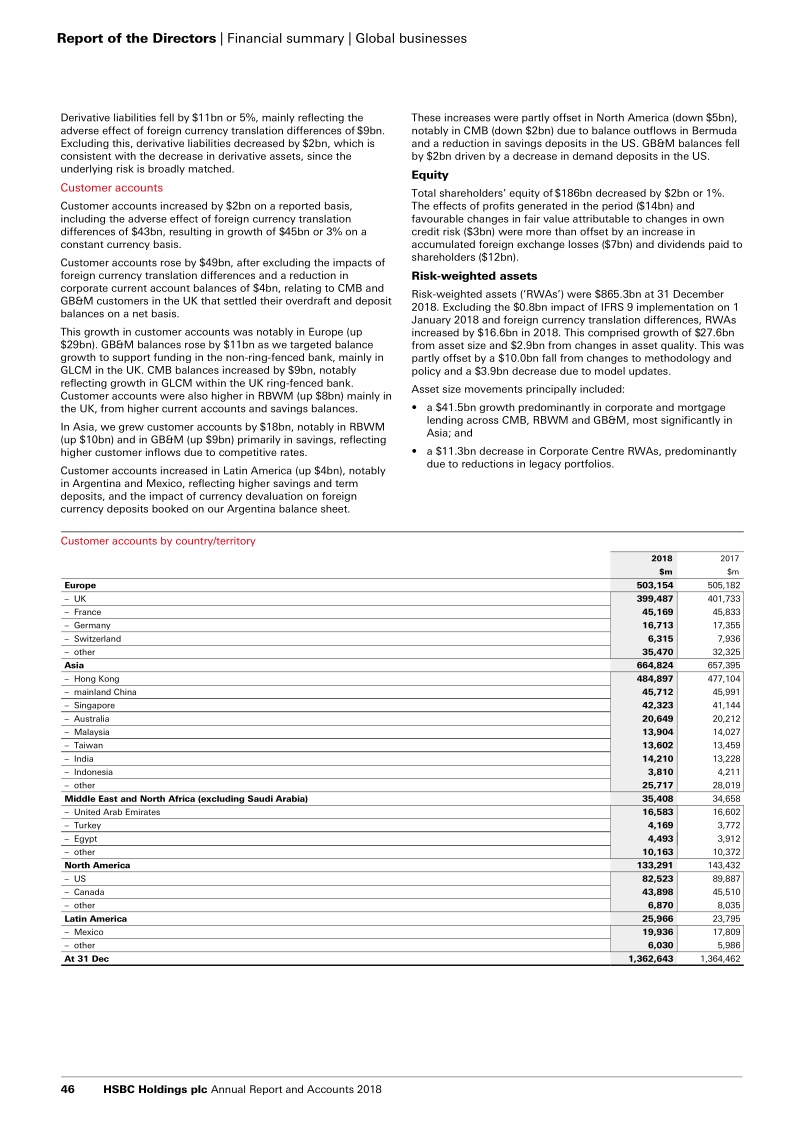 Report of the Directors | Financial summary | Global businesses
Derivative liabilities fell by $11bn or 5%, mainly reflecting the
adverse effect of foreign currency translation differences of $9bn.
Excluding this, derivative liabilities decreased by $2bn, which is
consistent with the decrease in derivative assets, since the
underlying risk is broadly matched.
Customer accounts
Customer accounts increased by $2bn on a reported basis,
including the adverse effect of foreign currency translation
differences of $43bn, resulting in growth of $45bn or 3% on a
constant currency basis.
Customer accounts rose by $49bn, after excluding the impacts of
foreign currency translation differences and a reduction in
corporate current account balances of $4bn, relating to CMB and
GB&M customers in the UK that settled their overdraft and deposit
balances on a net basis.
This growth in customer accounts was notably in Europe (up
$29bn). GB&M balances rose by $11bn as we targeted balance
growth to support funding in the non-ring-fenced bank, mainly in
GLCM in the UK. CMB balances increased by $9bn, notably
reflecting growth in GLCM within the UK ring-fenced bank.
Customer accounts were also higher in RBWM (up $8bn) mainly in
the UK, from higher current accounts and savings balances.
In Asia, we grew customer accounts by $18bn, notably in RBWM
(up $10bn) and in GB&M (up $9bn) primarily in savings, reflecting
higher customer inflows due to competitive rates.
Customer accounts increased in Latin America (up $4bn), notably
in Argentina and Mexico, reflecting higher savings and term
deposits, and the impact of currency devaluation on foreign
currency deposits booked on our Argentina balance sheet.
These increases were partly offset in North America (down $5bn),
notably in CMB (down $2bn) due to balance outflows in Bermuda
and a reduction in savings deposits in the US. GB&M balances fell
by $2bn driven by a decrease in demand deposits in the US.
Equity
Total shareholders' equity of $186bn decreased by $2bn or 1%.
The effects of profits generated in the period ($14bn) and
favourable changes in fair value attributable to changes in own
credit risk ($3bn) were more than offset by an increase in
accumulated foreign exchange losses ($7bn) and dividends paid to
shareholders ($12bn).
Risk-weighted assets
Risk-weighted assets ('RWAs') were $865.3bn at 31 December
2018. Excluding the $0.8bn impact of IFRS 9 implementation on 1
January 2018 and foreign currency translation differences, RWAs
increased by $16.6bn in 2018. This comprised growth of $27.6bn
from asset size and $2.9bn from changes in asset quality. This was
partly offset by a $10.0bn fall from changes to methodology and
policy and a $3.9bn decrease due to model updates.
Asset size movements principally included:
• a $41.5bn growth predominantly in corporate and mortgage
lending across CMB, RBWM and GB&M, most significantly in
Asia; and
• a $11.3bn decrease in Corporate Centre RWAs, predominantly
due to reductions in legacy portfolios.
Customer accounts by country/territory
2018 2017
$m $m
Europe 503,154 505,182
– UK 399,487 401,733
– France 45,169 45,833
– Germany 16,713 17,355
– Switzerland 6,315 7,936
– other 35,470 32,325
Asia 664,824 657,395
– Hong Kong 484,897 477,104
– mainland China 45,712 45,991
– Singapore 42,323 41,144
– Australia 20,649 20,212
– Malaysia 13,904 14,027
– Taiwan 13,602 13,459
– India 14,210 13,228
– Indonesia 3,810 4,211
– other 25,717 28,019
Middle East and North Africa (excluding Saudi Arabia) 35,408 34,658
– United Arab Emirates 16,583 16,602
– Turkey 4,169 3,772
– Egypt 4,493 3,912
– other 10,163 10,372
North America 133,291 143,432
– US 82,523 89,887
– Canada 43,898 45,510
– other 6,870 8,035
Latin America 25,966 23,795
– Mexico 19,936 17,809
– other 6,030 5,986
At 31 Dec 1,362,643 1,364,462
46 HSBC Holdings plc Annual Report and Accounts 2018